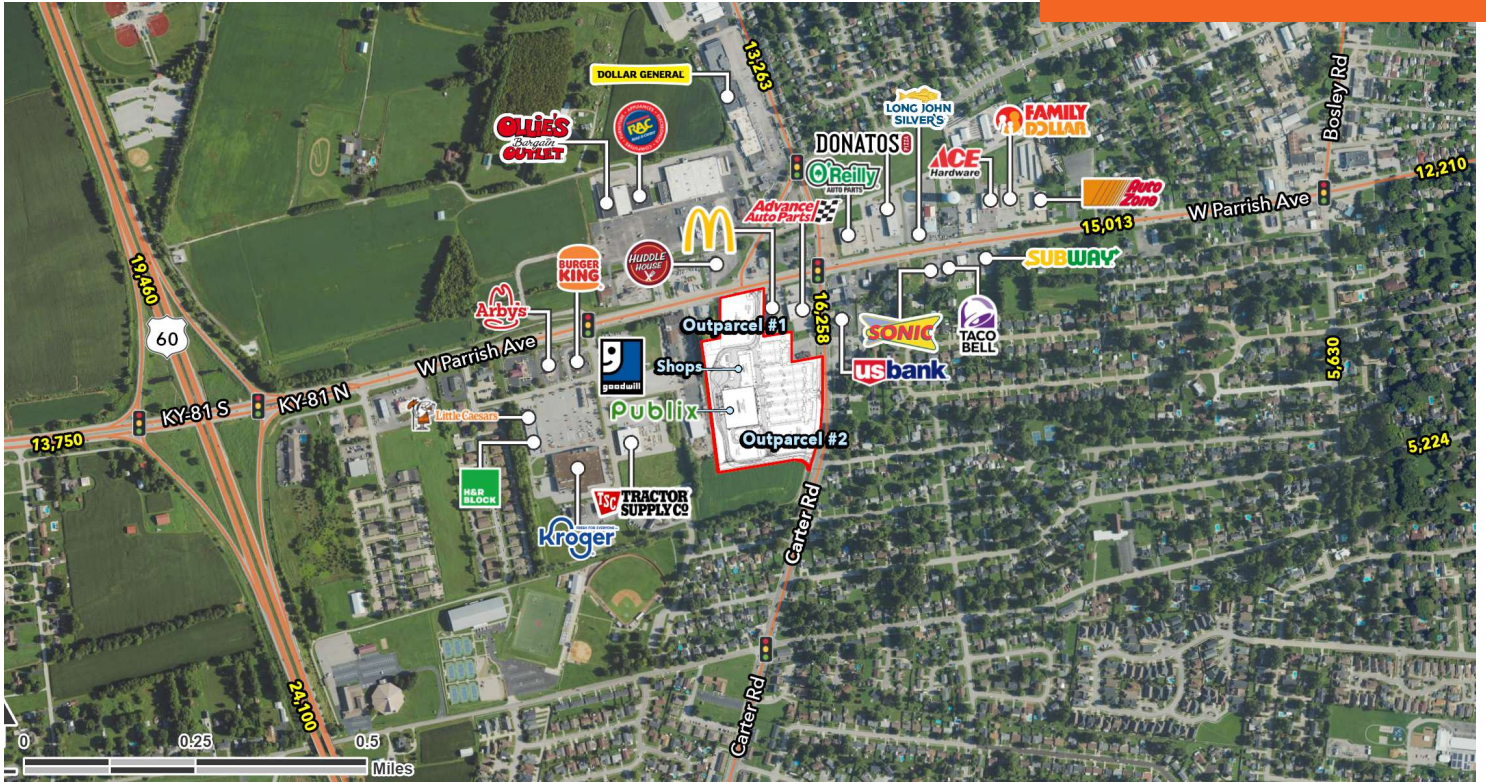 13,263
DOLLAR GENERAL
OLLIE'S
Bargain
OUTLET
RAC
LONG JOHN
SILVER'S
FAMILY
DOLLAR
Bosley Rd
DONATOS
PIZZA
O'Reilly
AUTO PARTS
ACE
Hardware
Auto
Zone
12,210
Advance
Auto Parts
W Parrish Ave
15,013
19,460
BURGER
KING
HUDDLE
HOUSE
SUBWAY
60
Arby's
16,258
SONIC
TACO
BELL
Outparcel #1
W Parrish Ave
goodwill
Shops
usbank
5,630
KY-81 S
KY-81 N
Little Caesars
Publix
13,750
Outparcel #2
5,224
H&R
BLOCK
TSC
TRACTOR
SUPPLY CO
Kroger
Carter Rd
24,100
Carter Rd
0
0.25
0.5
Miles